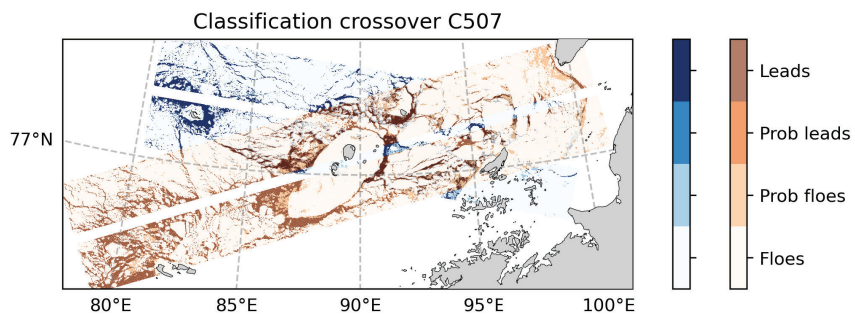 Classification crossover C507
77°N
80°E 85°E 90°E 95°E 100°E
Leads
Prob leads
Prob floes
Floes